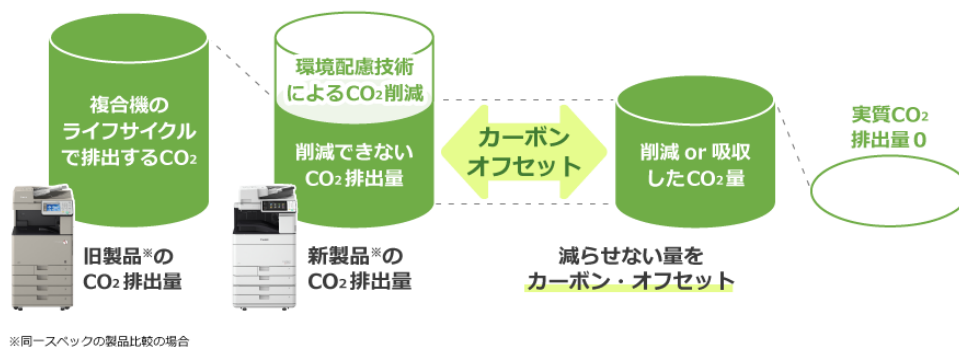 複合機の
ライフサイクル
で排出するCO₂
旧製品※の
CO₂排出量
環境配慮技術
によるCO₂削減
削減できない
CO₂排出量
新製品※の
CO₂排出量
カーボン
オフセット
削減 or 吸収
したCO₂量
減らせない量を
カーボン・オフセット
実質CO₂
排出量0
※同一スペックの製品比較の場合